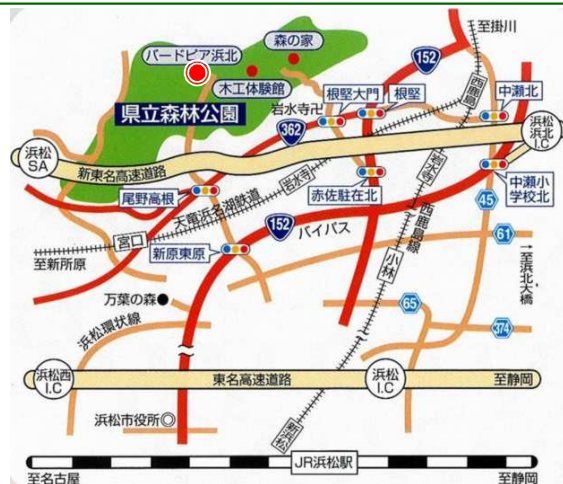 至掛川
森の家
バードピア浜北
152
西鹿島
木工体験館
根堅大門
根堅
中瀬北
県立森林公園
岩水寺卍
362
浜松
浜北
I.C
浜松
SA
新東名高速道路
岩水寺
岩水寺
赤佐駐在北
中瀬小
学校北
尾野高根
天竜浜名湖鉄道
西鹿島線
45
宮口
152
バイパス
61
至新所原
新原東原
小林
→至浜北大橋
万葉の森
65
374
浜松環状線
浜松西
I.C
東名高速道路
浜松
I.C
至静岡
浜松市役所◎
新浜松
JR浜松駅
至名古屋
至静岡